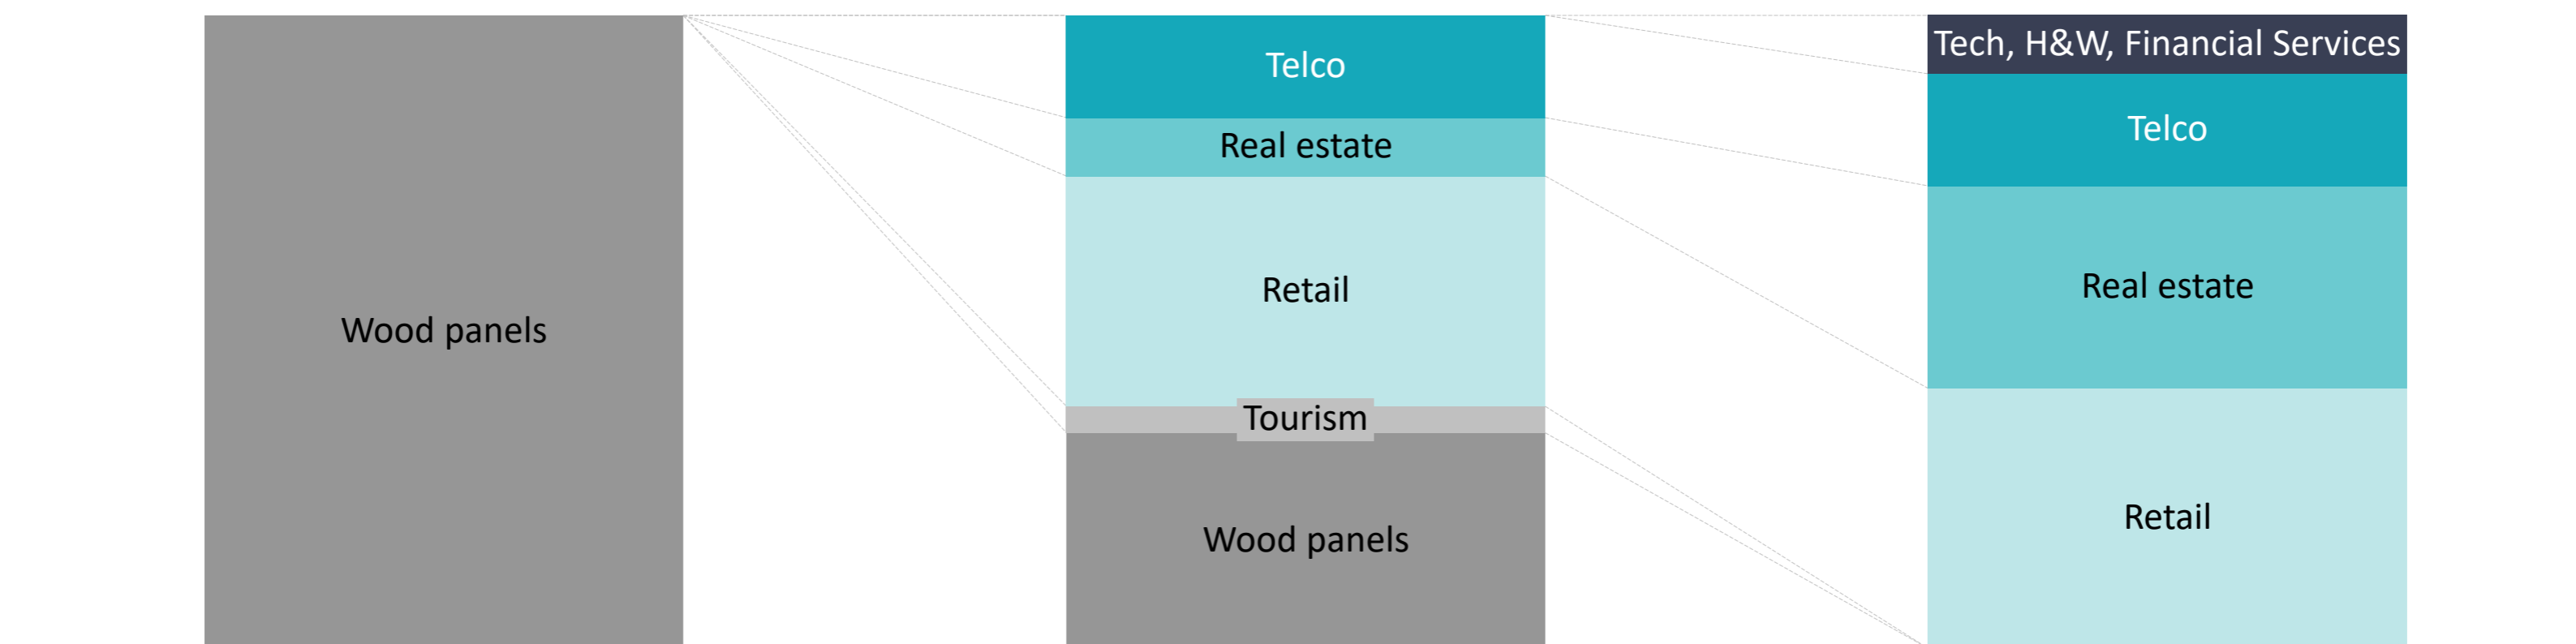 Wood panels
Telco
Real estate
Retail
Tourism
Wood panels
Tech, H&W, Financial Services
Telco
Real estate
Retail